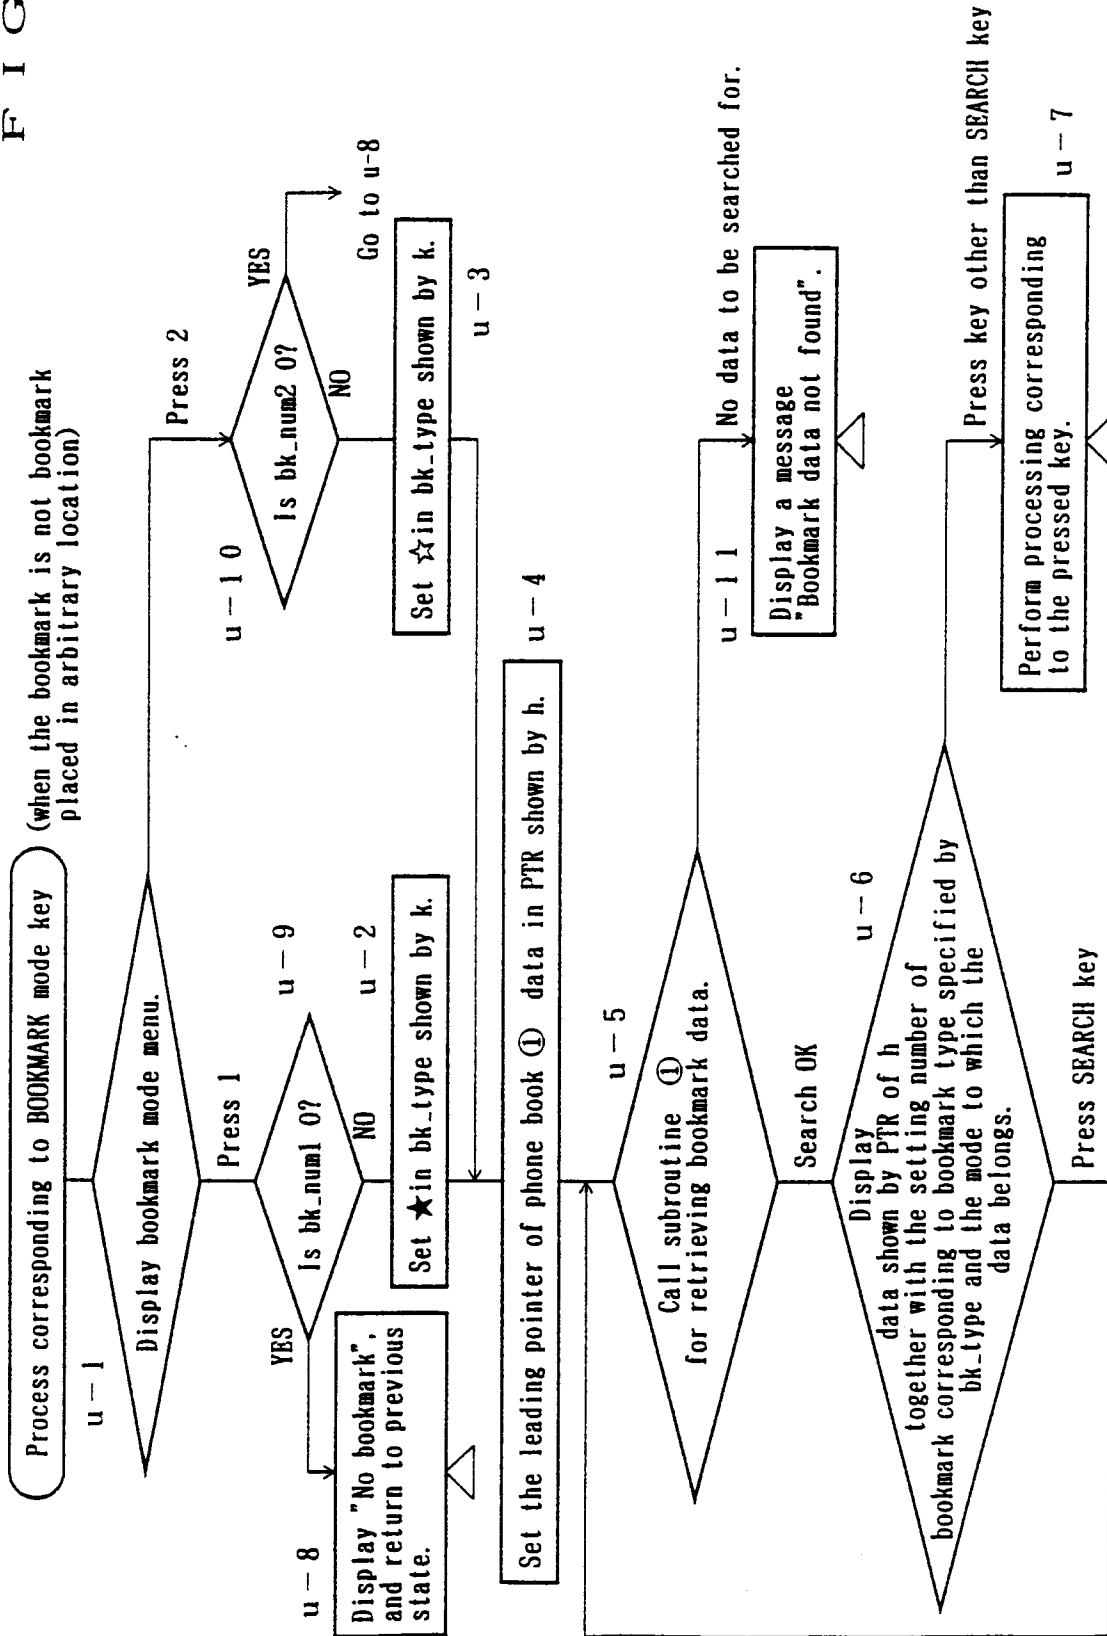 F I G
Process corresponding to BOOKMARK mode key
(when the bookmark is not bookmark
placed in arbitrary location)
u－1
Display bookmark mode menu.
Press 1
Press 2
u－9
Is bk_num1 0?
YES
NO
u－10
Is bk_num2 0?
YES
NO
Go to u-8
u－8
Display "No bookmark",
and return to previous
state.
u－2
Set ★ in bk_type shown by k.
Set ☆ in bk_type shown by k.
u－3
u－4
Set the leading pointer of phone book ① data in PTR shown by h.
u－5
Call subroutine ①
for retrieving bookmark data.
Search OK
No data to be searched for.
u－11
Display a message
"Bookmark data not found".
u－6
Display
data shown by PTR of h
together with the setting number of
bookmark corresponding to bookmark type specified by
bk_type and the mode to which the
data belongs.
Press SEARCH key
Press key other than SEARCH key
Perform processing corresponding
to the pressed key.
u－7